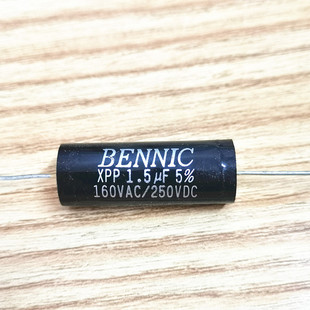 BENNIC
XPP 1.5μF 5%
160VAC/250VDC